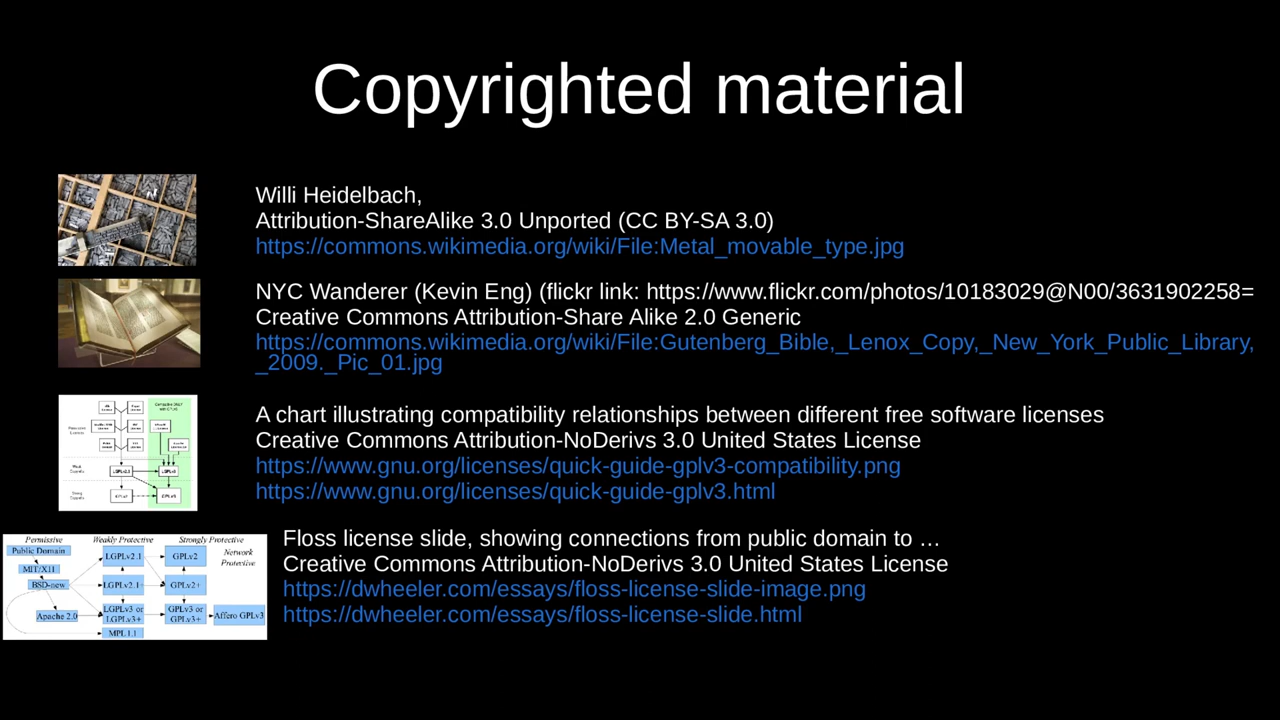 Copyrighted material
Willi Heidelbach,
Attribution-ShareAlike 3.0 Unported (CC BY-SA 3.0)
https://commons.wikimedia.org/wiki/File:Metal_movable_type.jpg
NYC Wanderer (Kevin Eng) (flickr link: https://www.flickr.com/photos/10183029@N00/3631902258=
Creative Commons Attribution-Share Alike 2.0 Generic
https://commons.wikimedia.org/wiki/File:Gutenberg_Bible,_Lenox_Copy,_New_York_Public_Library,
_2009._Pic_01.jpg
A chart illustrating compatibility relationships between different free software licenses
Creative Commons Attribution-NoDerivs 3.0 United States License
https://www.gnu.org/licenses/quick-guide-gplv3-compatibility.png
https://www.gnu.org/licenses/quick-guide-gplv3.html
LGPLv2.1
Floss license slide, showing connections from public domain to …
Creative Commons Attribution-NoDerivs 3.0 United States License
https://dwheeler.com/essays/floss-license-slide-image.png
https://dwheeler.com/essays/floss-license-slide.html
Permissive Weakly Protective Strongly Protective
Public Domain LGPLv2.1 GPLv2 Network
Protective
MIT/X11
BSD-new LGPLv2.1+ GPLv2+
Apache 2.0 LGPLv3 or GPLv3 or Affero GPLv3
LGPLv3+ GPLv3+
MPL 1.1